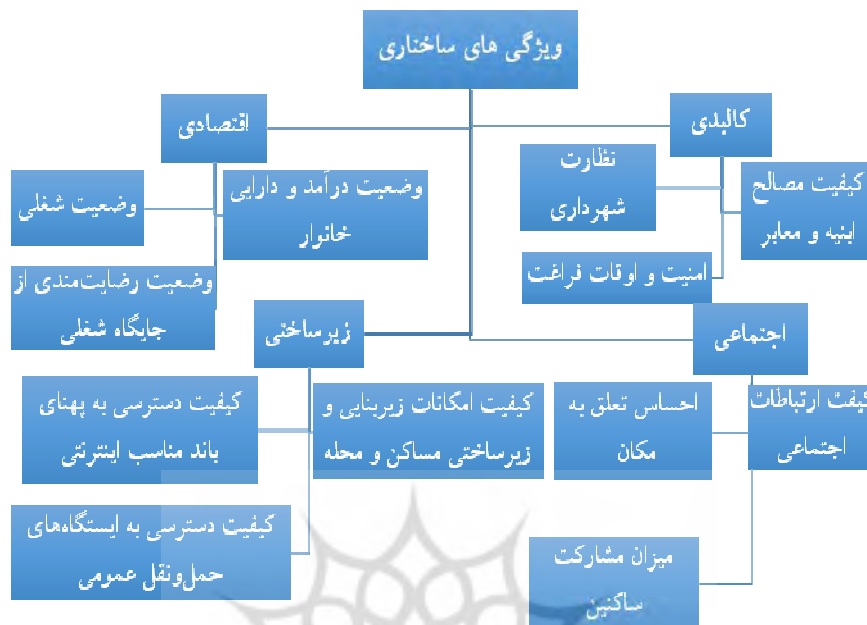 ویژگی های ساختاری
کالبدی
اقتصادی
نظارت
شهرداری
کیفیت مصالح
ابنیه و معابر
امنیت و اوقات فراغت
وضعیت درآمد و دارایی
خانوار
وضعیت شغلی
وضعیت رضایت‌مندی از
جایگاه شغلی
اجتماعی
زیرساختی
کیفت ارتباطات
اجتماعی
احساس تعلق به
مکان
میزان مشارکت
ساکنین
کیفیت امکانات زیربنایی و
زیرساختی مساکن و محله
کیفیت دسترسی به پهنای
باند مناسب اینترنتی
کیفیت دسترسی به ایستگاه‌های
حمل‌ونقل عمومی